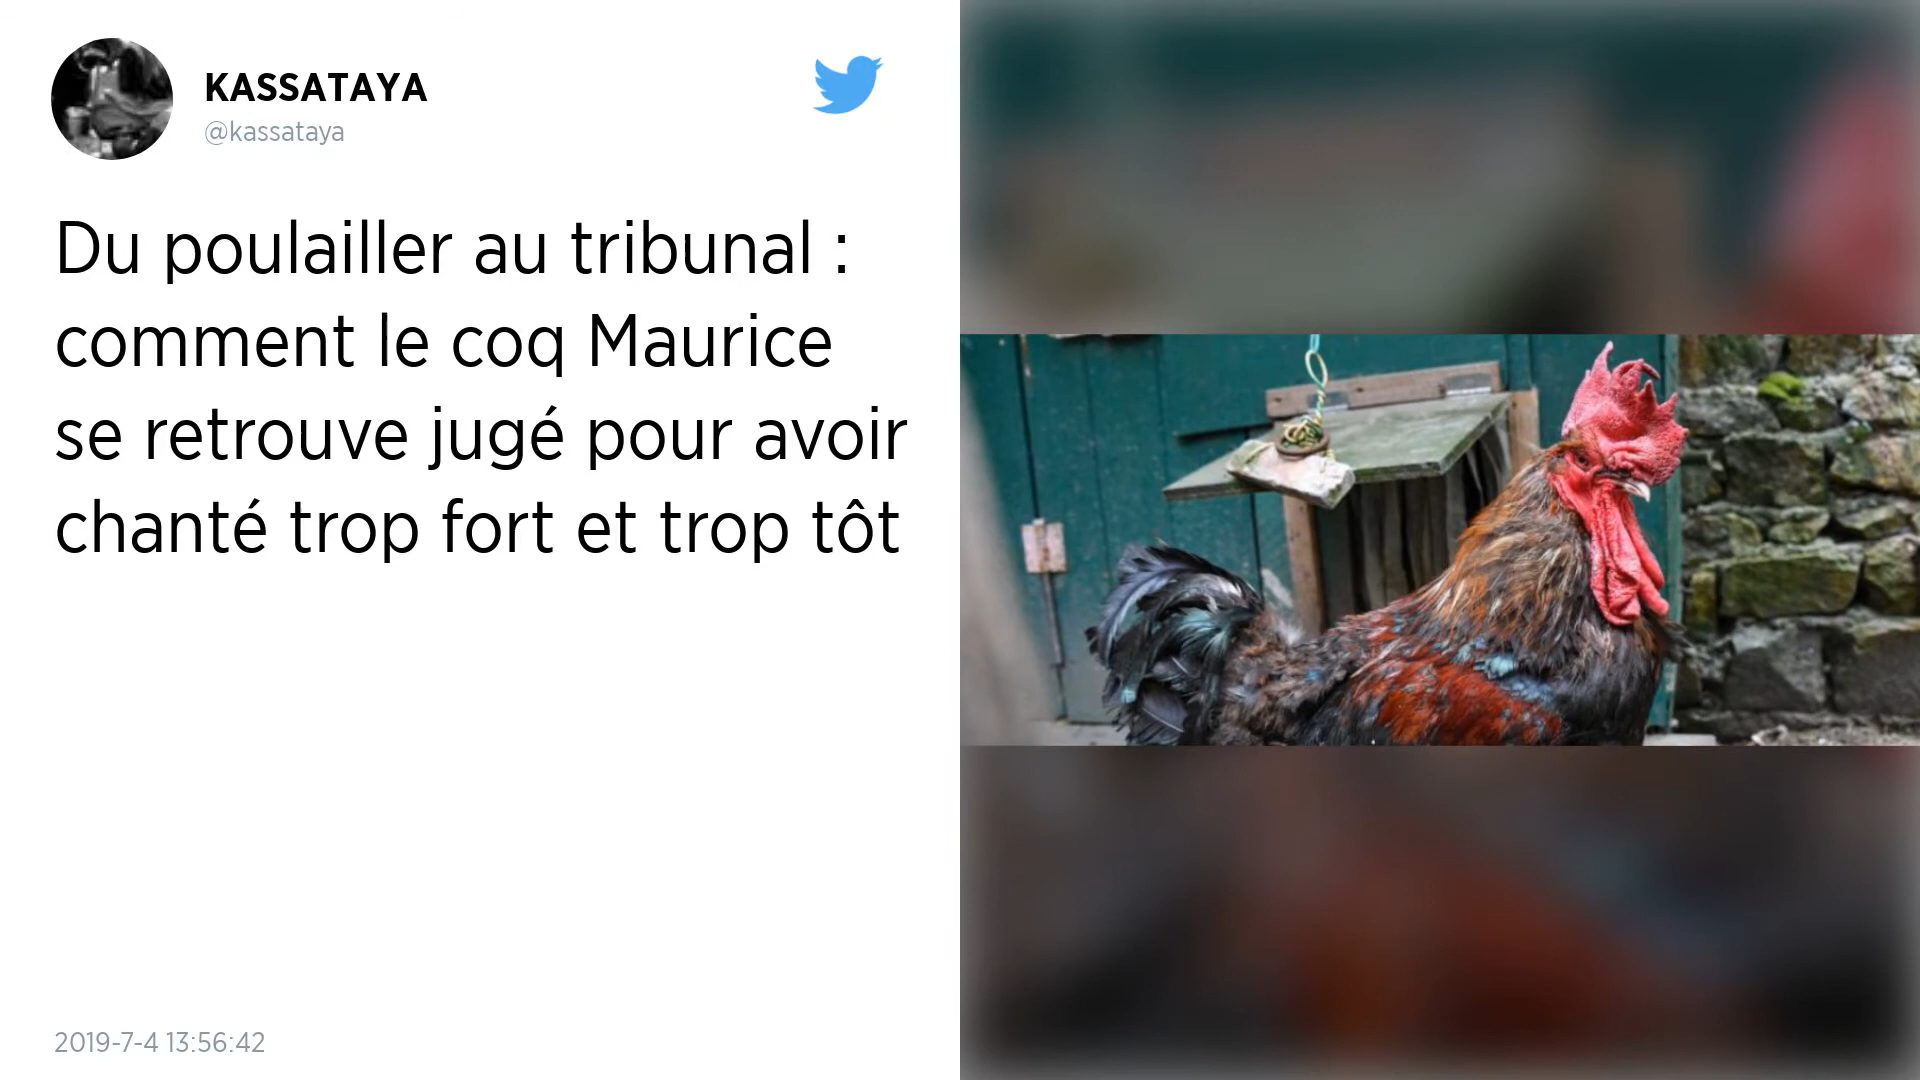 KASSATAYA
@kassataya
Du poulailler au tribunal :
comment le coq Maurice
se retrouve jugé pour avoir
chanté trop fort et trop tôt
2019-7-4 13:56:42